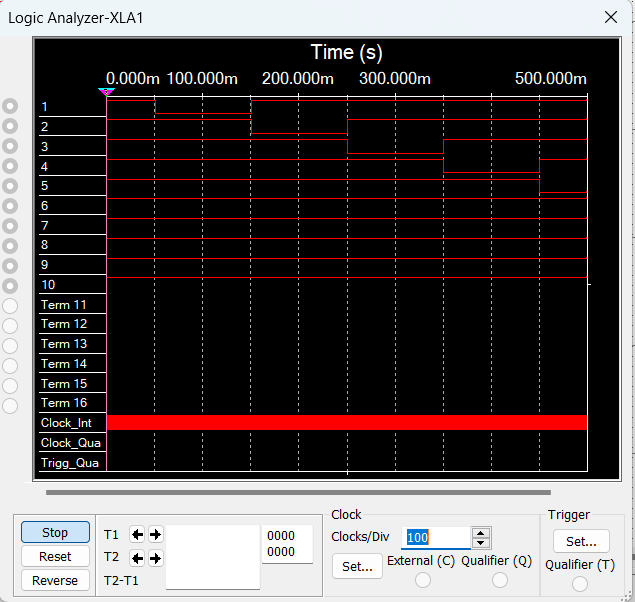 Logic Analyzer-XLA1
Time (s)
0.000m 100.000m 200.000m 300.000m 500.000m
1
2
3
4
5
6
7
8
9
10
Term 11
Term 12
Term 13
Term 14
Term 15
Term 16
Clock_Int
Clock_Qua
Trigg_Qua
Stop
Reset
Reverse
T1
T2
T2-T1
0000
0000
Clock
Clocks/Div 100
Set...
External (C) Qualifier (Q)
Trigger
Set...
Qualifier (T)